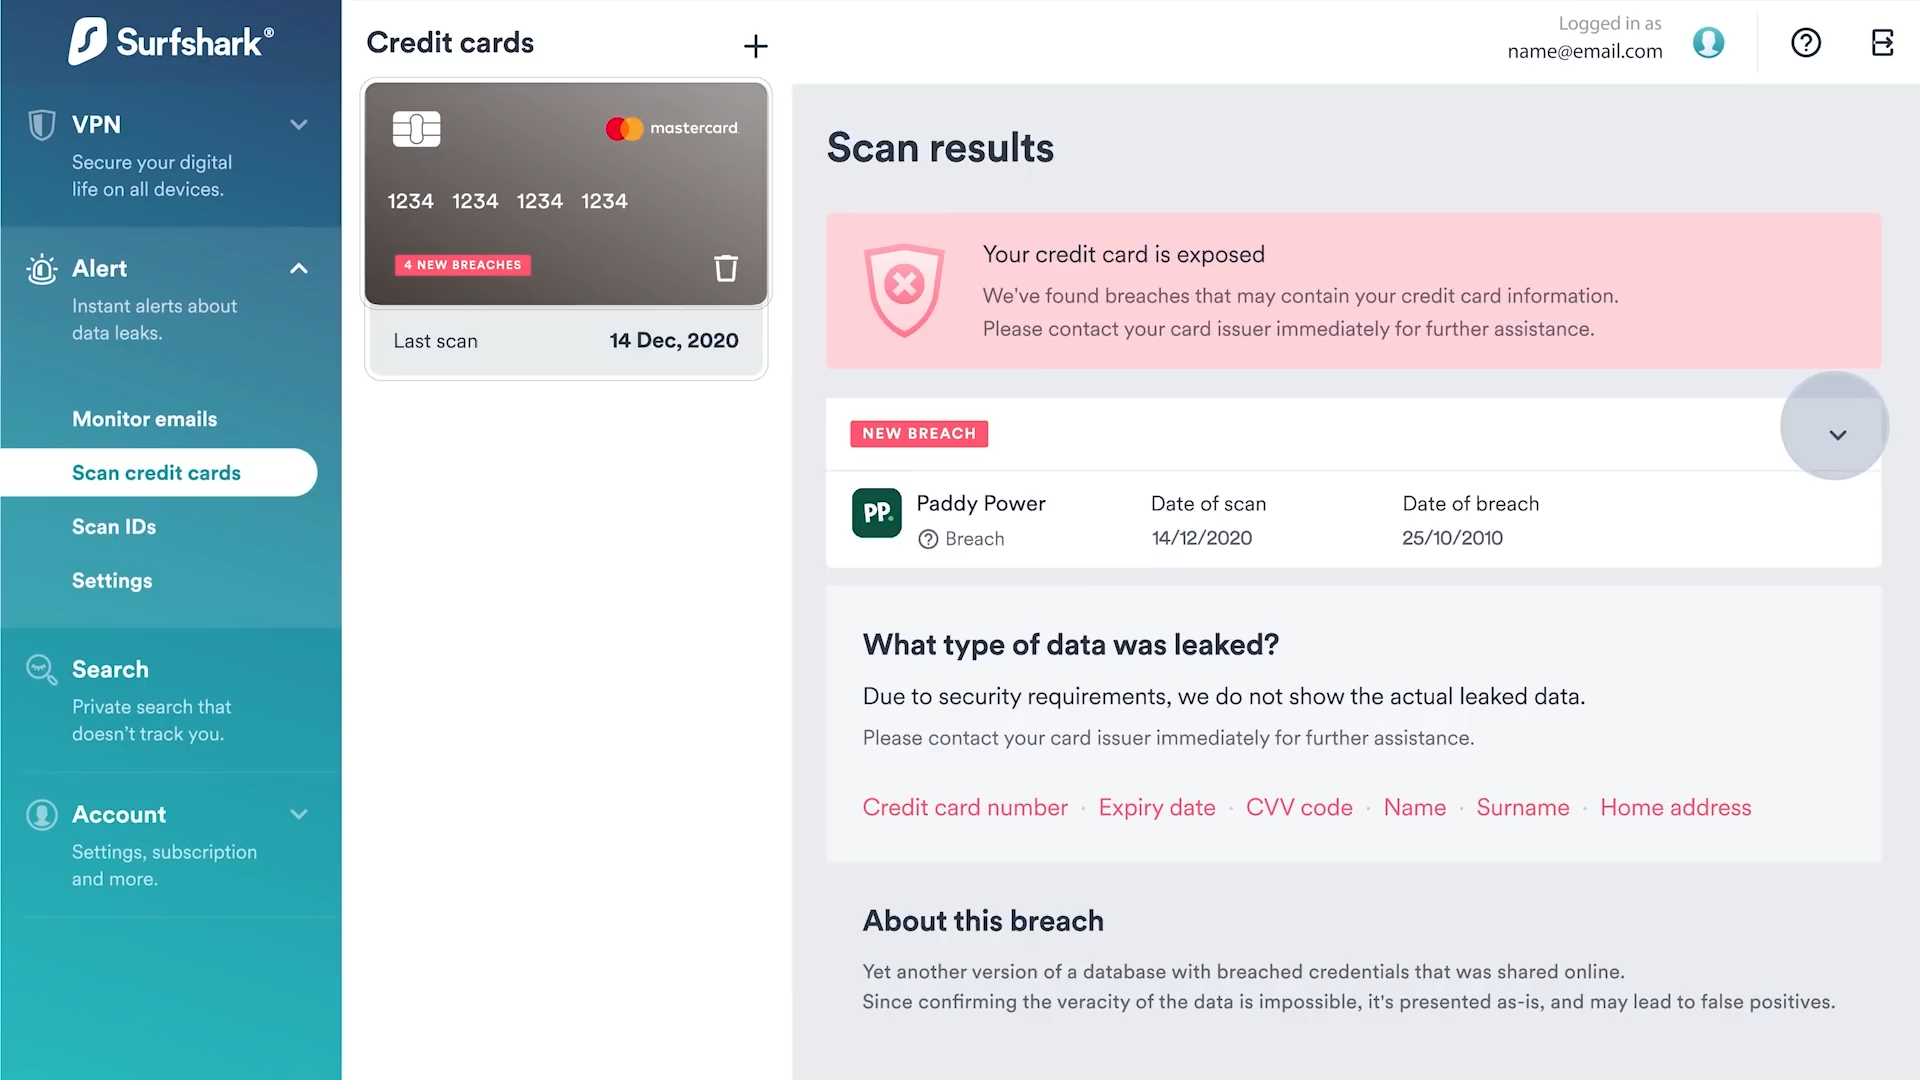 Surfshark®
VPN
Secure your digital
life on all devices.
Alert
Instant alerts about
data leaks.
Monitor emails
Scan credit cards
Scan IDs
Settings
Search
Private search that
doesn’t track you.
Account
Settings, subscription
and more.
Credit cards
mastercard.
1234 1234 1234 1234
4 NEW BREACHES
Last scan 14 Dec, 2020
Logged in as
name@email.com
Scan results
Your credit card is exposed
We've found breaches that may contain your credit card information.
Please contact your card issuer immediately for further assistance.
NEW BREACH
PP.
Paddy Power Date of scan Date of breach
Breach 14/12/2020 25/10/2010
What type of data was leaked?
Due to security requirements, we do not show the actual leaked data.
Please contact your card issuer immediately for further assistance.
Credit card number · Expiry date · CVV code · Name · Surname · Home address
About this breach
Yet another version of a database with breached credentials that was shared online.
Since confirming the veracity of the data is impossible, it's presented as-is, and may lead to false positives.